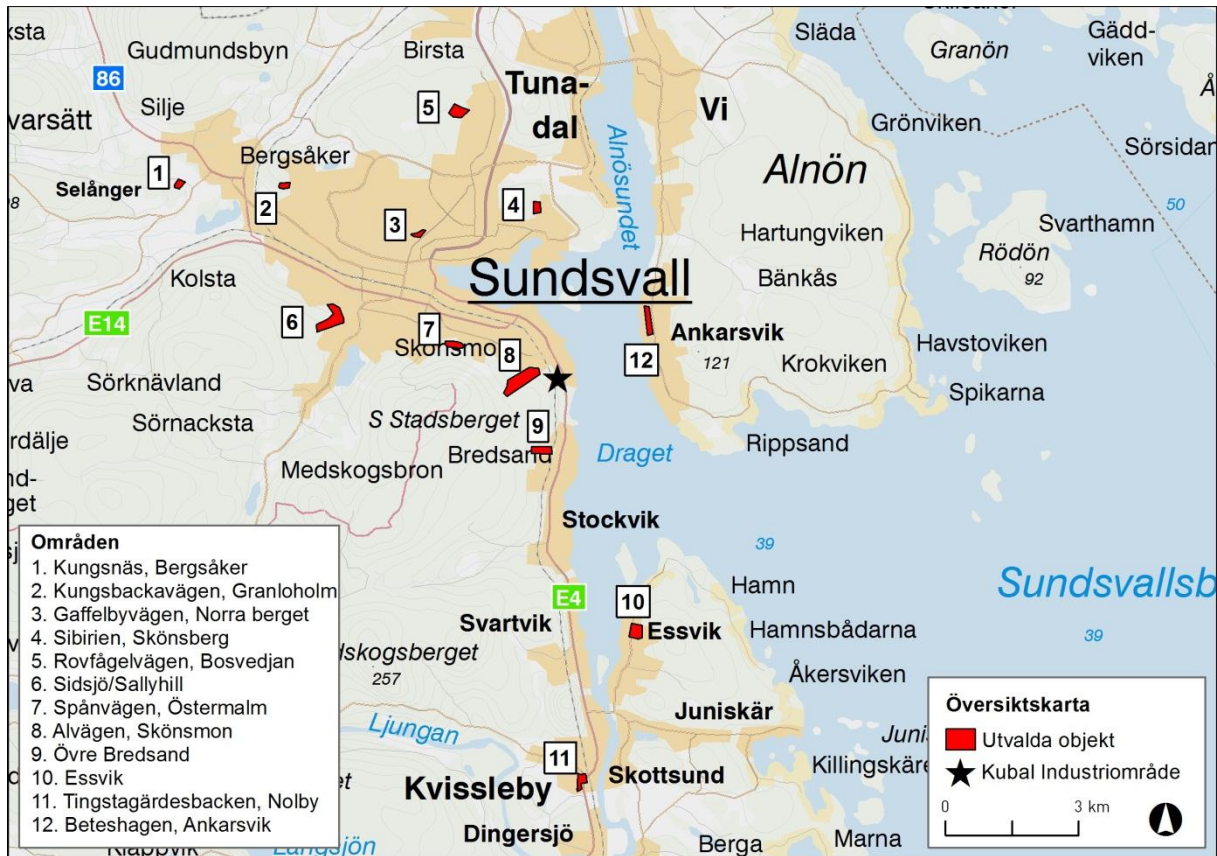 Gudmundsbyn
Birsta
Släda
Granön
Gädd-
viken
86
Tuna-
dal
Vi
Silje
5
varsätt
Grönviken
Alnösundet
Sörsidan
Bergsåker
Alnön
1
Selånger
2
3
4
50
Svarthamn
Hartungviken
Rödön
92
Kolsta
Sundsvall
Bänkås
E14
6
7
Skönsmo
8
12
Ankarsvik
121
Krokviken
Havstoviken
Sörknävland
Spikarna
Sörnacksta
S Stadsberget
9
Rippsand
Bredsand
Draget
Medskogsbron
Stockvik
39
Hamn
Sundsvallsb
E4
10
Svartvik
Essvik
Hamnsbådarna
39
dskogsberget
257
Åkersviken
Juniskär
Ljungan
11
Skottsund
Killingskäre
Kvissleby
Dingersjö
Berga
Marna
Områden
1. Kungsnäs, Bergsåker
2. Kungsbackavägen, Granloholm
3. Gaffelbyvägen, Norra berget
4. Sibirien, Skönsberg
5. Rovfågelvägen, Bosvedjan
6. Sidsjö/Sallyhill
7. Spånvägen, Östermalm
8. Alvägen, Skönsmon
9. Övre Bredsand
10. Essvik
11. Tingstagärdesbacken, Nolby
12. Beteshagen, Ankarsvik
Översiktskarta
Utvalda objekt
Kubal Industriområde
0 3 km